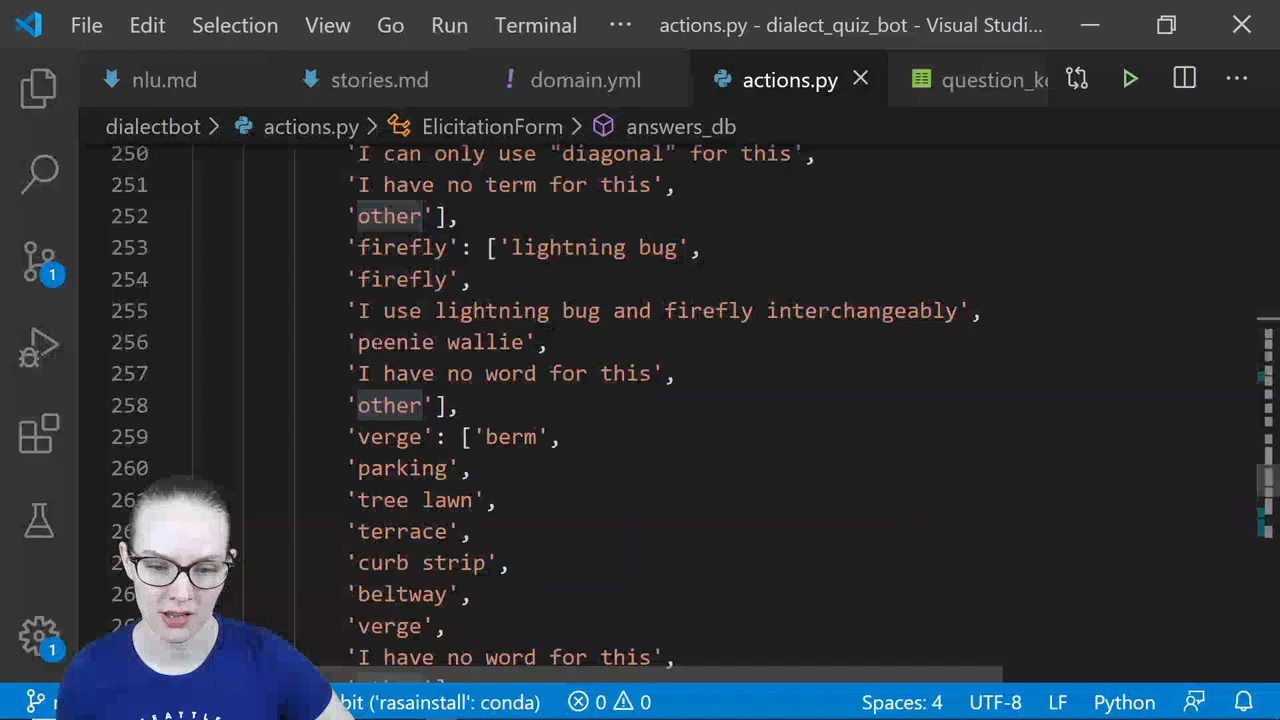 File Edit Selection View Go Run Terminal ··· actions.py - dialect_quiz_bot - Visual Studi...
nlu.md stories.md ! domain.yml actions.py question_ke
dialectbot > actions.py > ElicitationForm > answers_db
250 'I can only use "diagonal" for this',
251 'I have no term for this',
252 'other'],
253 'firefly': ['lightning bug',
254 'firefly',
255 'I use lightning bug and firefly interchangeably',
256 'peenie wallie',
257 'I have no word for this',
258 'other'],
259 'verge': ['berm',
260 'parking',
'tree lawn',
'terrace',
'curb strip',
'beltway',
'verge',
'I have no word for this',
1
1
bit ('rasainstall': conda) 0 0 Spaces: 4 UTF-8 LF Python
SEATTLE